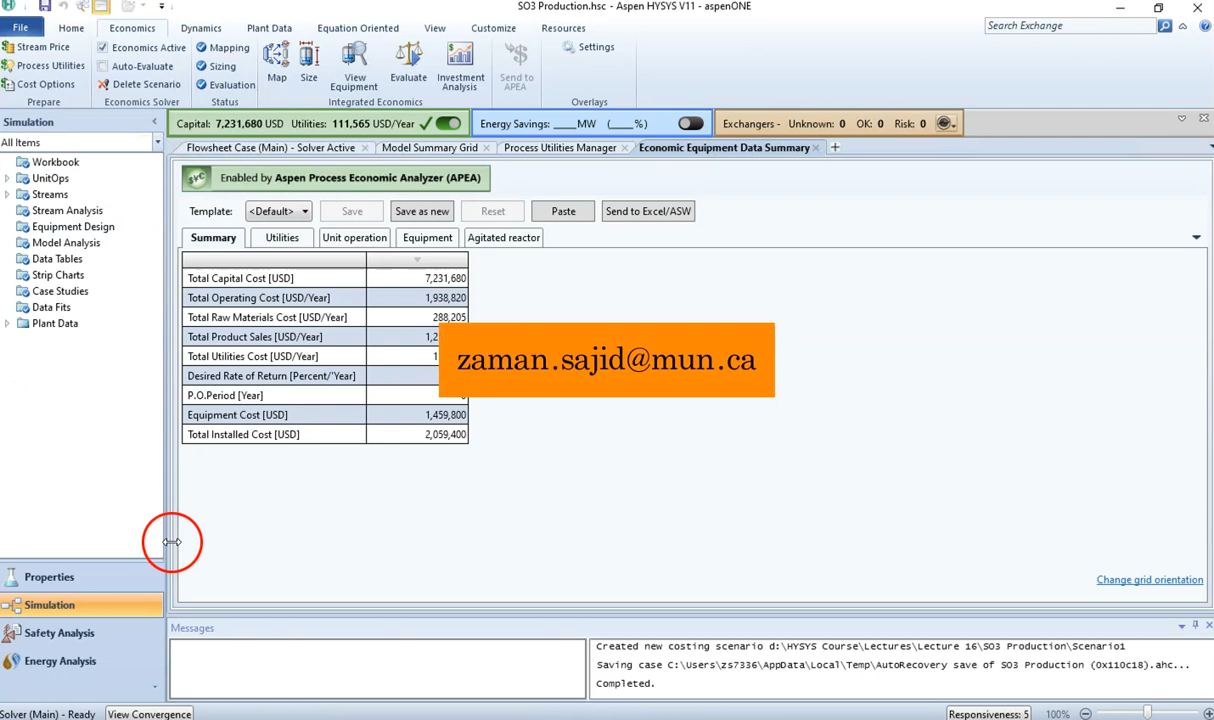 SO3 Production.hsc - Aspen HYSYS V11 - aspenONE
File Home Economics Dynamics Plant Data Equation Oriented View Customize Resources Search Exchange
Stream Price Economics Active Mapping Settings
Process Utilities Auto-Evaluate Sizing
Cost Options Delete Scenario Evaluation
Map Size View Equipment Evaluate Investment Analysis Send to APEA
Prepare Economics Solver Status Integrated Economics Overlays
Simulation
Capital: 7,231,680 USD Utilities: 111,565 USD/Year
Energy Savings: ____MW (____%)
Exchangers - Unknown: 0 OK: 0 Risk: 0
All Items
Flowsheet Case (Main) - Solver Active Model Summary Grid Process Utilities Manager Economic Equipment Data Summary
Workbook
UnitOps
Streams
Stream Analysis
Equipment Design
Model Analysis
Data Tables
Strip Charts
Case Studies
Data Fits
Plant Data
Enabled by Aspen Process Economic Analyzer (APEA)
Template: <Default> Save Save as new Reset Paste Send to Excel/ASW
Summary Utilities Unit operation Equipment Agitated reactor
Total Capital Cost [USD] 7,231,680
Total Operating Cost [USD/Year] 1,938,820
Total Raw Materials Cost [USD/Year] 288,205
Total Product Sales [USD/Year]
Total Utilities Cost [USD/Year]
Desired Rate of Return [Percent/'Year]
P.O.Period [Year]
Equipment Cost [USD] 1,459,800
Total Installed Cost [USD] 2,059,400
zaman.sajid@mun.ca
Change grid orientation
Properties
Simulation
Safety Analysis
Energy Analysis
Messages
Created new costing scenario d:\HYSYS Course\Lectures\Lecture 16\SO3 Production\Scenario1
Saving case C:\Users\zs7336\AppData\Local\Temp\AutoRecovery save of SO3 Production (0x110c18).ahc...
Completed.
Solver (Main) - Ready View Convergence Responsiveness: 5 100%